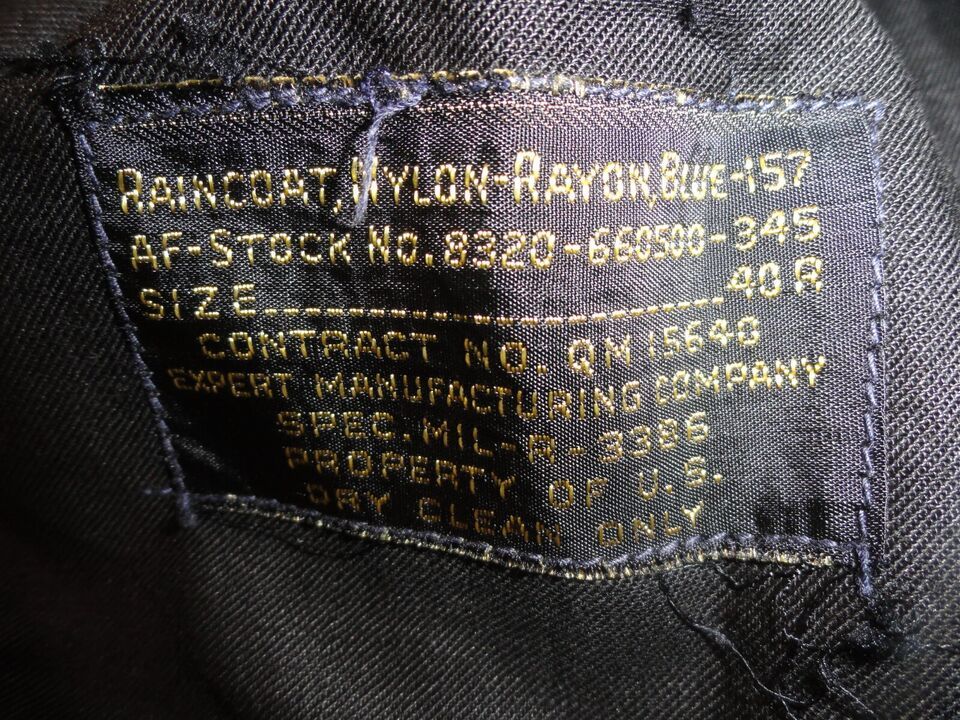 RAINCOAT, NYLON-RAYON, BLUE-157
AF-STOCK NO. 8320-660500-345
SIZE 40R
CONTRACT NO. QM 15640
EXPERT MANUFACTURING COMPANY
SPEC. MIL-R-3386
PROPERTY OF U.S.
DRY CLEAN ONLY